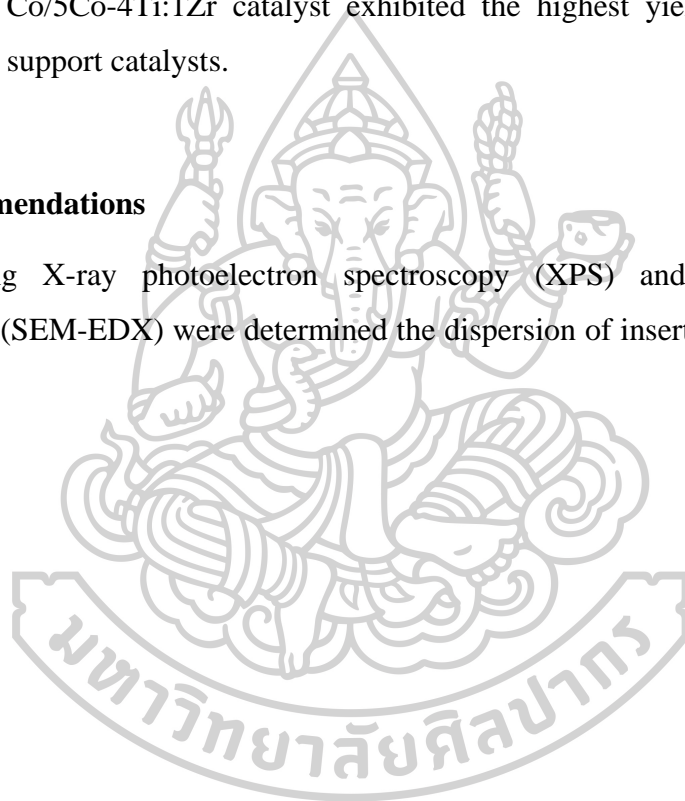 Co/5Co-4Ti:1Zr catalyst exhibited the highest yie
support catalysts.
mendations
ng X-ray photoelectron spectroscopy (XPS) and
(SEM-EDX) were determined the dispersion of insert
มหาวิทยาลัยศิลปากร